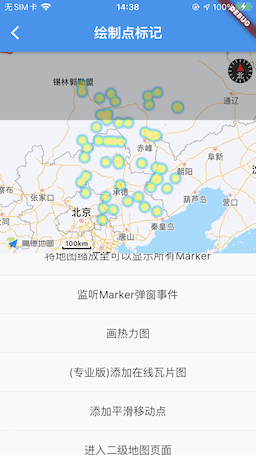 无 SIM 卡
14:38
100%
DEBUG
绘制点标记
北
锡林郭勒盟
通辽
赤峰
阜新
朝阳
张家口
承德
葫芦岛
营口
北京
秦皇岛
唐山
高德地图
100km
将地图缩放至可以显示所有Marker
监听Marker弹窗事件
画热力图
(专业版)添加在线瓦片图
添加平滑移动点
进入二级地图页面